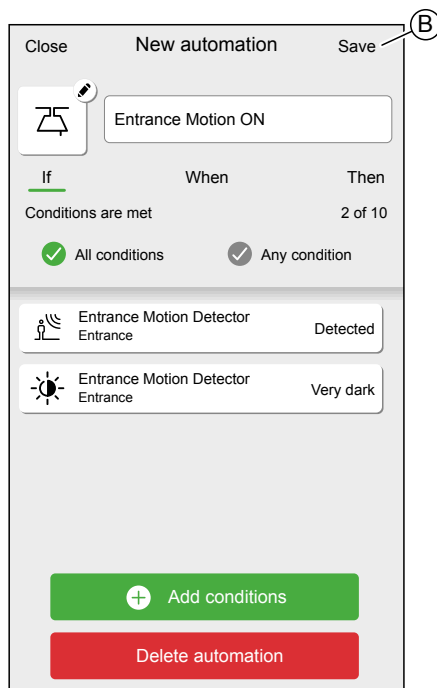 Close New automation Save B
Entrance Motion ON
If When Then
Conditions are met 2 of 10
All conditions Any condition
Entrance Motion Detector
Entrance Detected
Entrance Motion Detector
Entrance Very dark
Add conditions
Delete automation